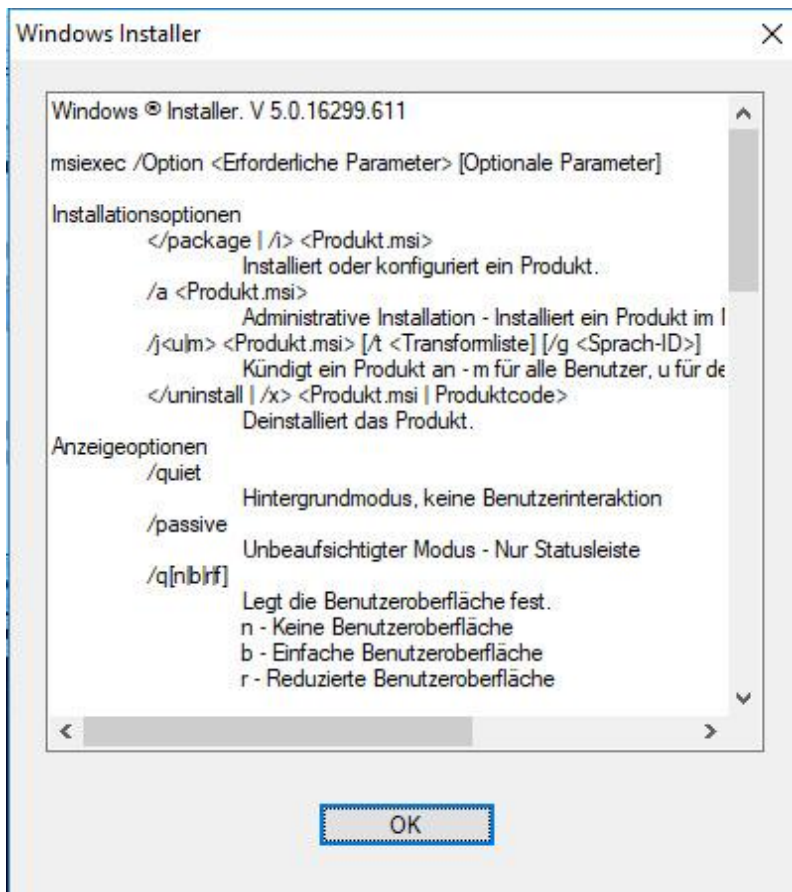 Windows Installer
Windows ® Installer. V 5.0.16299.611
msiexec /Option <Erforderliche Parameter> [Optionale Parameter]
Installationsoptionen
</package | /i> <Produkt.msi>
Installiert oder konfiguriert ein Produkt.
/a <Produkt.msi>
Administrative Installation - Installiert ein Produkt im
/j<u|m> <Produkt.msi> [/t <Transformliste] [/g <Sprach-ID>]
Kündigt ein Produkt an - m für alle Benutzer, u für de
</uninstall | /x> <Produkt.msi | Produktcode>
Deinstalliert das Produkt.
Anzeigeoptionen
/quiet
Hintergrundmodus, keine Benutzerinteraktion
/passive
Unbeaufsichtigter Modus - Nur Statusleiste
/q[n|b|r|f]
Legt die Benutzeroberfläche fest.
n - Keine Benutzeroberfläche
b - Einfache Benutzeroberfläche
r - Reduzierte Benutzeroberfläche
OK